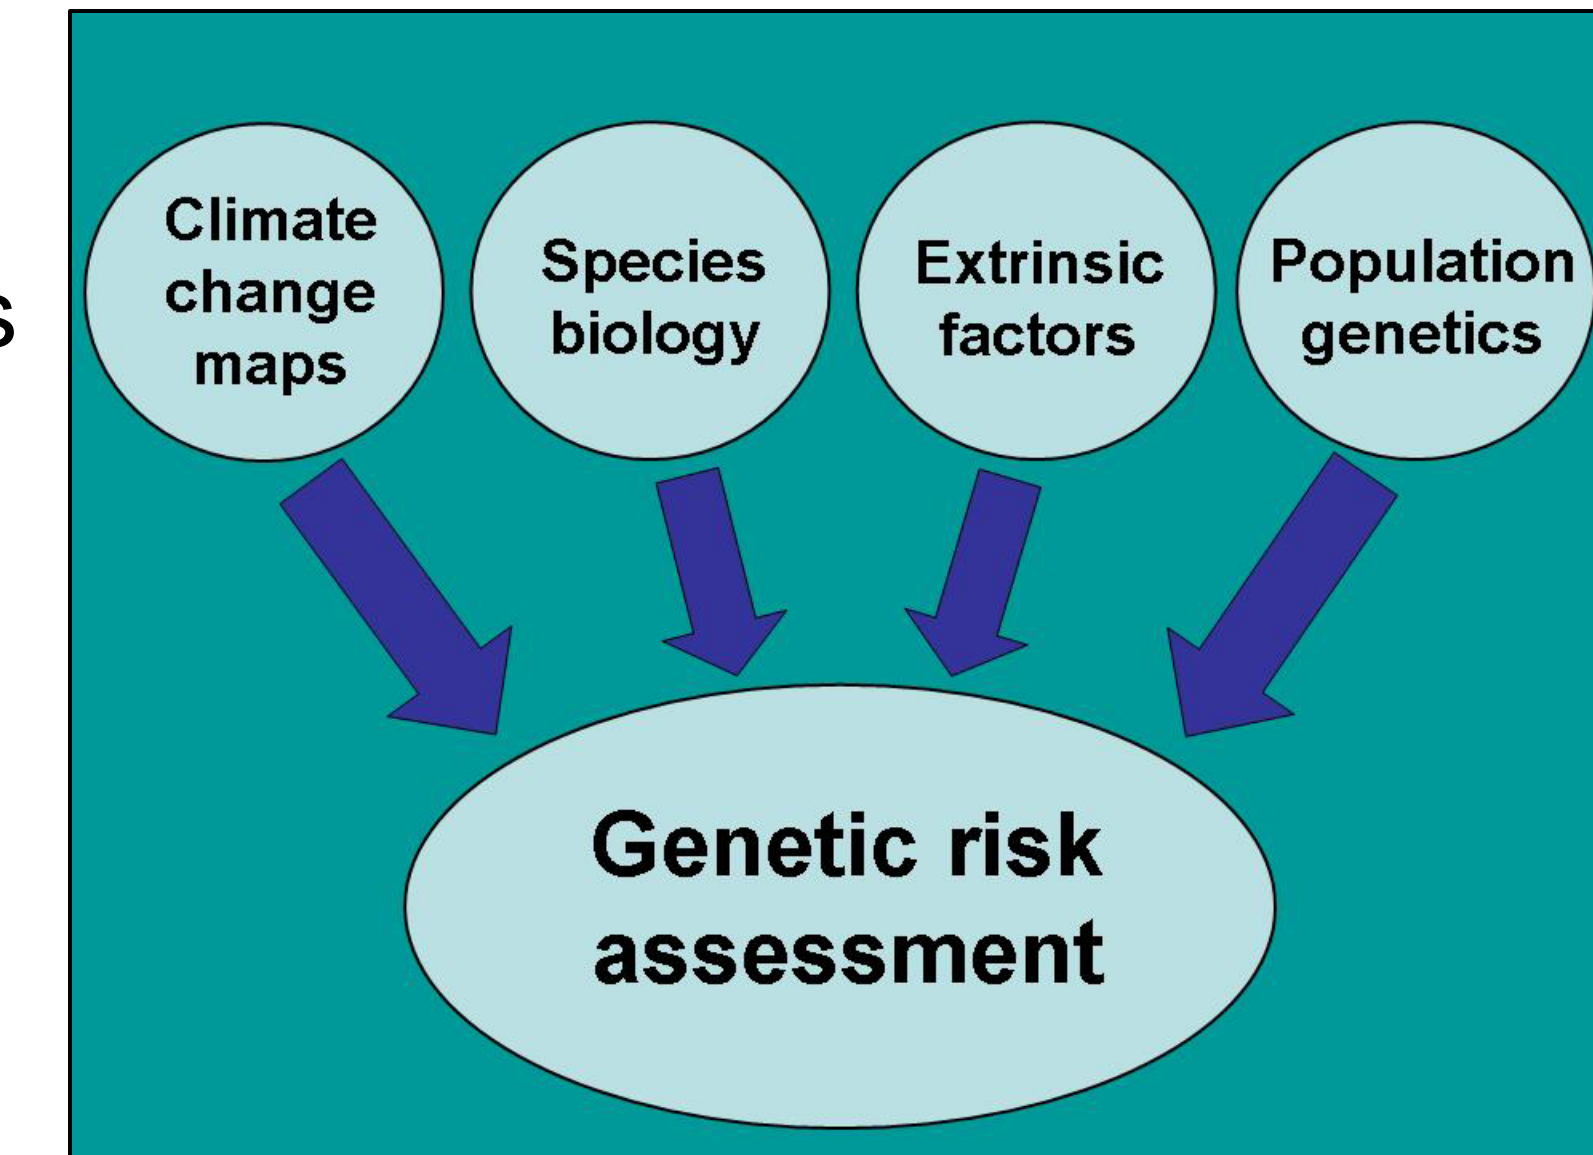 s
Climate
change
maps
Species
biology
Extrinsic
factors
Population
genetics
Genetic risk
assessment